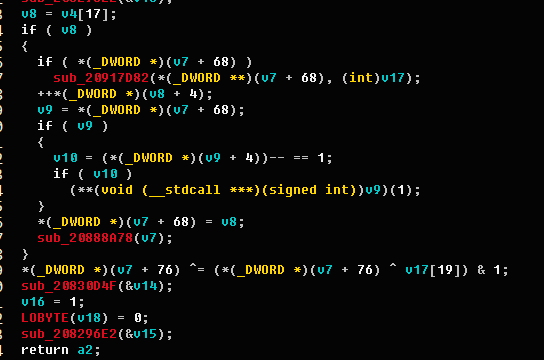 v8 = v4[17];
if ( v8 )
{
if ( *(_DWORD *)(v7 + 68) )
sub_20917D82(*(_DWORD **)(v7 + 68), (int)v17);
++*(_DWORD *)(v8 + 4);
v9 = *(_DWORD *)(v7 + 68);
if ( v9 )
{
v10 = (*(_DWORD *)(v9 + 4))-- == 1;
if ( v10 )
(**(void (__stdcall ***)(signed int))v9)(1);
}
*(_DWORD *)(v7 + 68) = v8;
sub_20888A78(v7);
}
*(_DWORD *)(v7 + 76) ^= (*(_DWORD *)(v7 + 76) ^ v17[19]) & 1;
sub_20830D4F(&v14);
v16 = 1;
LOBYTE(v18) = 0;
sub_208296E2(&v15);
return a2;